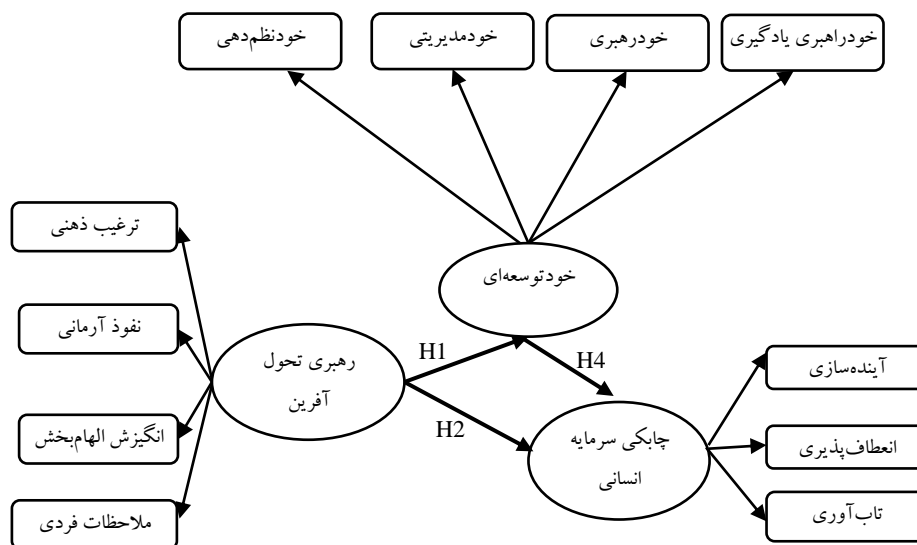 خودراهبری یادگیری
خودرهبری
خودمدیریتی
خودنظم‌دهی
ترغیب ذهنی
خودتوسعه‌ای
نفوذ آرمانی
H1
H4
رهبری تحول
آفرین
آینده‌سازی
انگیزش الهام‌بخش
H2
چابکی سرمایه
انسانی
انعطاف‌پذیری
ملاحظات فردی
تاب‌آوری